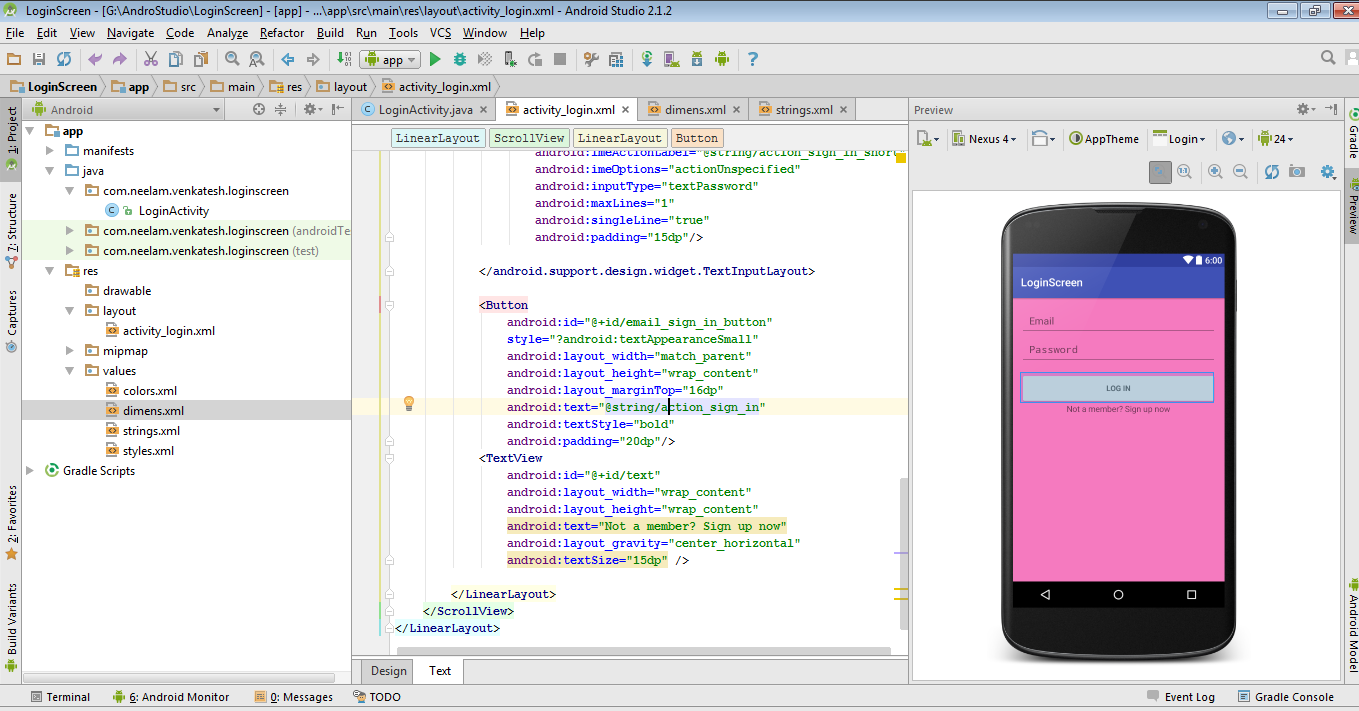 LoginScreen - [G:\AndroStudio\LoginScreen] - [app] - ...\app\src\main\res\layout\activity_login.xml - Android Studio 2.1.2
File Edit View Navigate Code Analyze Refactor Build Run Tools VCS Window Help
app
LoginScreen app src main res layout activity_login.xml
1: Project
7: Structure
Captures
2: Favorites
Build Variants
Android
app
manifests
java
com.neelam.venkatesh.loginscreen
LoginActivity
com.neelam.venkatesh.loginscreen (androidTe
com.neelam.venkatesh.loginscreen (test)
res
drawable
layout
activity_login.xml
mipmap
values
colors.xml
dimens.xml
strings.xml
styles.xml
Gradle Scripts
LoginActivity.java activity_login.xml dimens.xml strings.xml
LinearLayout ScrollView LinearLayout Button
android:imeActionLabel="@string/action_sign_in_short
android:imeOptions="actionUnspecified"
android:inputType="textPassword"
android:maxLines="1"
android:singleLine="true"
android:padding="15dp"/>
</android.support.design.widget.TextInputLayout>
<Button
android:id="@+id/email_sign_in_button"
style="?android:textAppearanceSmall"
android:layout_width="match_parent"
android:layout_height="wrap_content"
android:layout_marginTop="16dp"
android:text="@string/action_sign_in"
android:textStyle="bold"
android:padding="20dp"/>
<TextView
android:id="@+id/text"
android:layout_width="wrap_content"
android:layout_height="wrap_content"
android:text="Not a member? Sign up now"
android:layout_gravity="center_horizontal"
android:textSize="15dp" />
</LinearLayout>
</ScrollView>
</LinearLayout>
Design Text
Preview
Nexus 4 AppTheme Login 24
6:00
LoginScreen
Email
Password
LOG IN
Not a member? Sign up now
Gradle
Preview
Android Model
Terminal 6: Android Monitor 0: Messages TODO Event Log Gradle Console